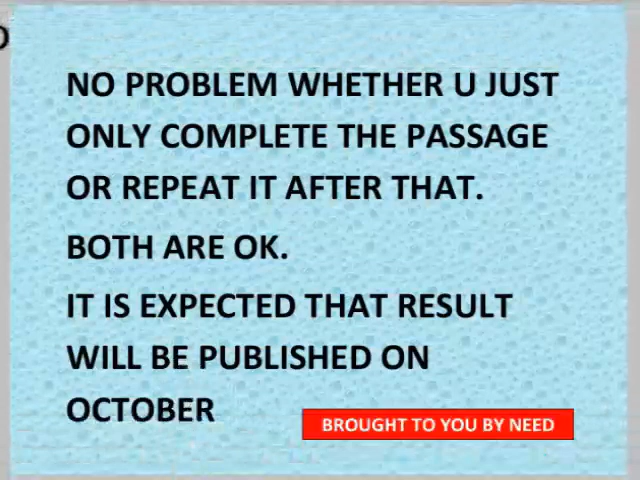 NO PROBLEM WHETHER U JUST
ONLY COMPLETE THE PASSAGE
OR REPEAT IT AFTER THAT.
BOTH ARE OK.
IT IS EXPECTED THAT RESULT
WILL BE PUBLISHED ON
OCTOBER
BROUGHT TO YOU BY NEED